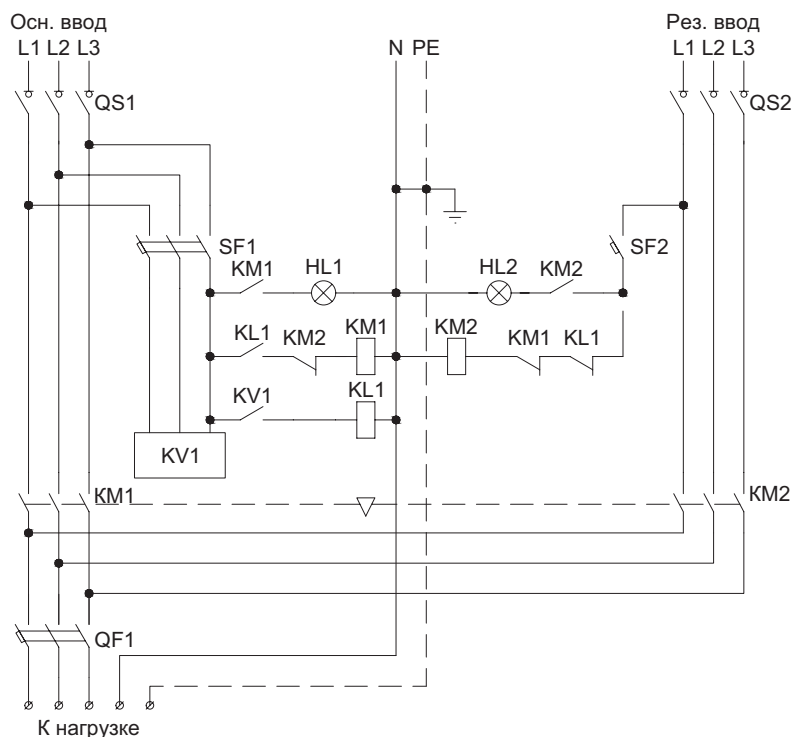 Осн. ввод
Рез. ввод
L1 L2 L3
N PE
L1 L2 L3
QS1
QS2
SF1
SF2
KM1
HL1
HL2
KM2
KL1
KM2
KM1
KM2
KM1
KL1
KV1
KL1
KV1
KM1
KM2
QF1
К нагрузке